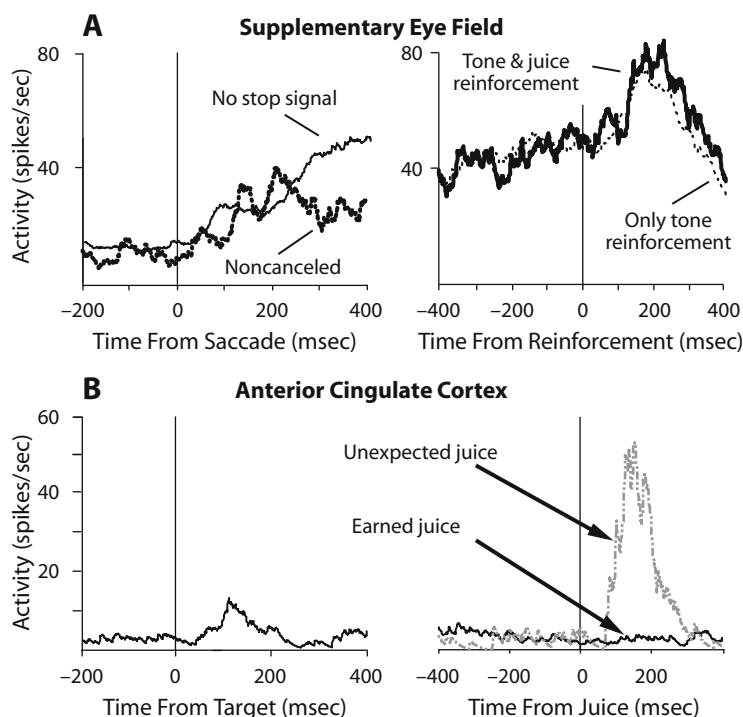 A
Supplementary Eye Field
Activity (spikes/sec)
80
40
No stop signal
Noncanceled
–200
0
200
400
Time From Saccade (msec)
80
40
Tone & juice
reinforcement
Only tone
reinforcement
–400
–200
0
200
400
Time From Reinforcement (msec)
B
Anterior Cingulate Cortex
Activity (spikes/sec)
60
40
20
–200
0
200
400
Time From Target (msec)
Unexpected juice
Earned juice
–400
–200
0
200
400
Time From Juice (msec)